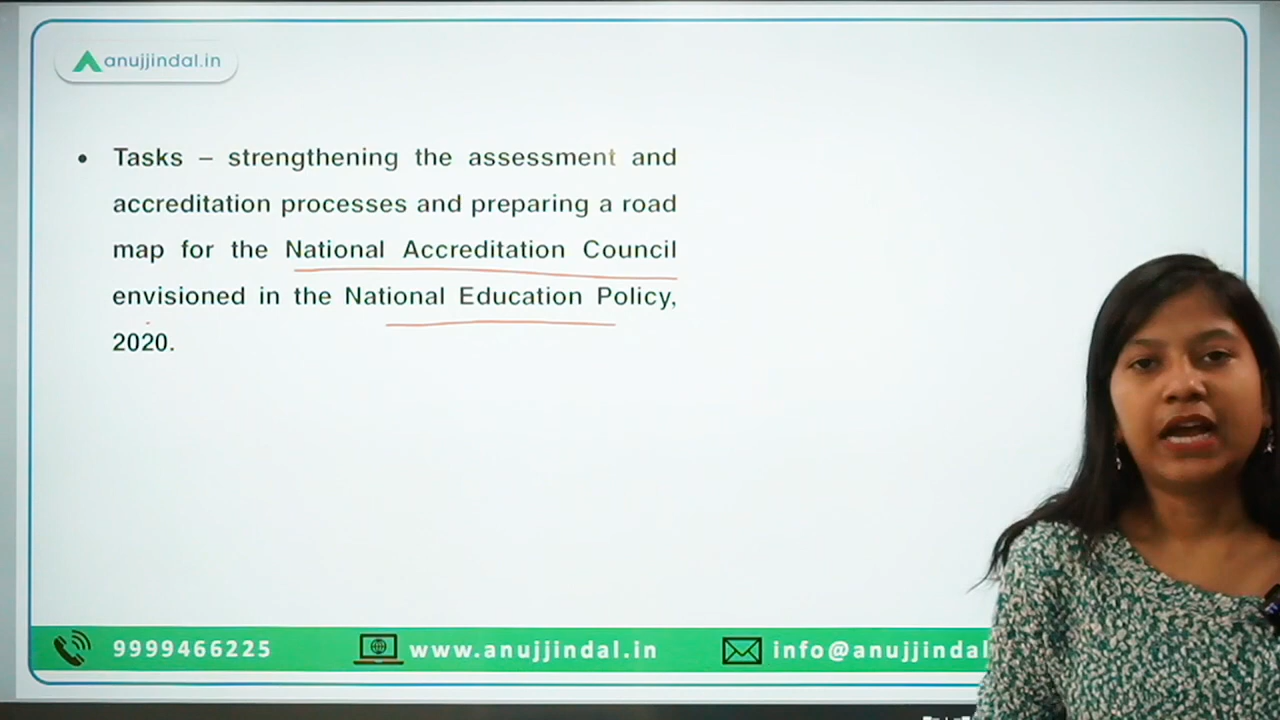 anujjindal.in
• Tasks – strengthening the assessment and
accreditation processes and preparing a road
map for the National Accreditation Council
envisioned in the National Education Policy,
2020.
9999466225 www.anujjindal.in info@anujjindal